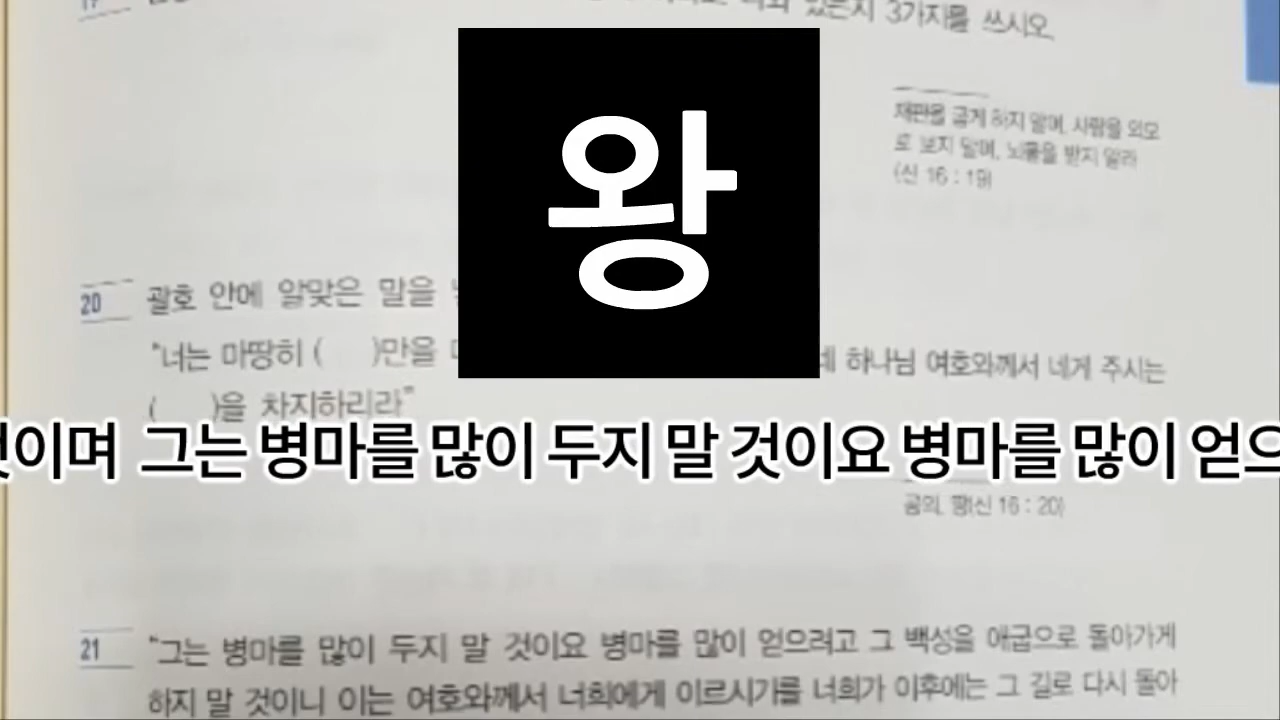 있는지 3가지를 쓰시오.
왕
재판을 굽게 하지 말며, 사람을 외모
로 보지 말며, 뇌물을 받지 말라
(신 16 : 19)
20 괄호 안에 알맞은 말을
"너는 마땅히 ( )만을 네 하나님 여호와께서 네게 주시는
( )을 차지하리라"
것이며 그는 병마를 많이 두지 말 것이요 병마를 많이 얻으
공의, 땅(신 16 : 20)
21 "그는 병마를 많이 두지 말 것이요 병마를 많이 얻으려고 그 백성을 애굽으로 돌아가게
하지 말 것이니 이는 여호와께서 너희에게 이르시기를 너희가 이후에는 그 길로 다시 돌아